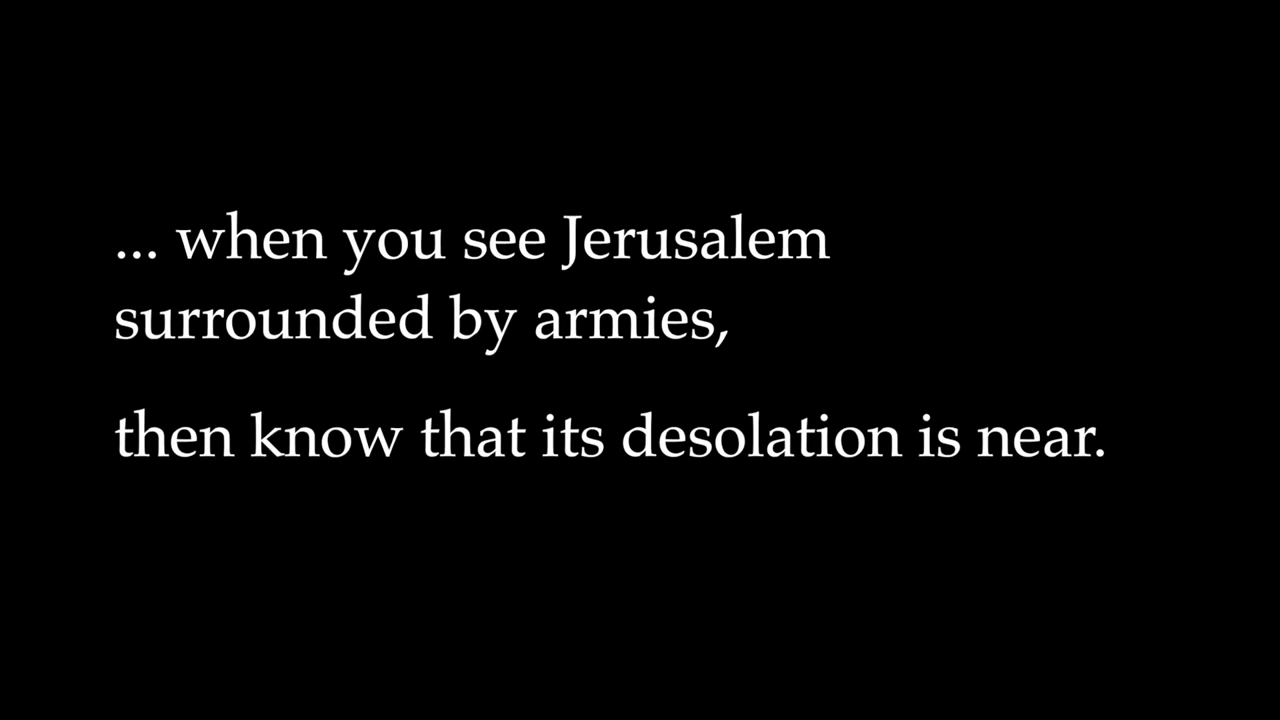 ... when you see Jerusalem
surrounded by armies,
then know that its desolation is near.